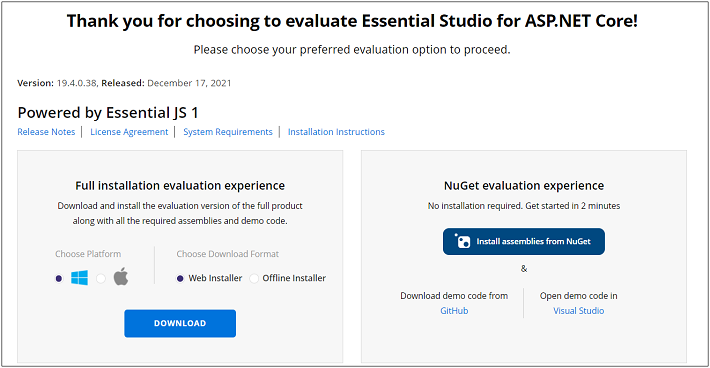 Thank you for choosing to evaluate Essential Studio for ASP.NET Core!
Please choose your preferred evaluation option to proceed.
Version: 19.4.0.38, Released: December 17, 2021
Powered by Essential JS 1
Release Notes | License Agreement | System Requirements | Installation Instructions
Full installation evaluation experience
Download and install the evaluation version of the full product
along with all the required assemblies and demo code.
Choose Platform
Choose Download Format
Web Installer Offline Installer
DOWNLOAD
NuGet evaluation experience
No installation required. Get started in 2 minutes
Install assemblies from NuGet
&
Download demo code from
GitHub
Open demo code in
Visual Studio